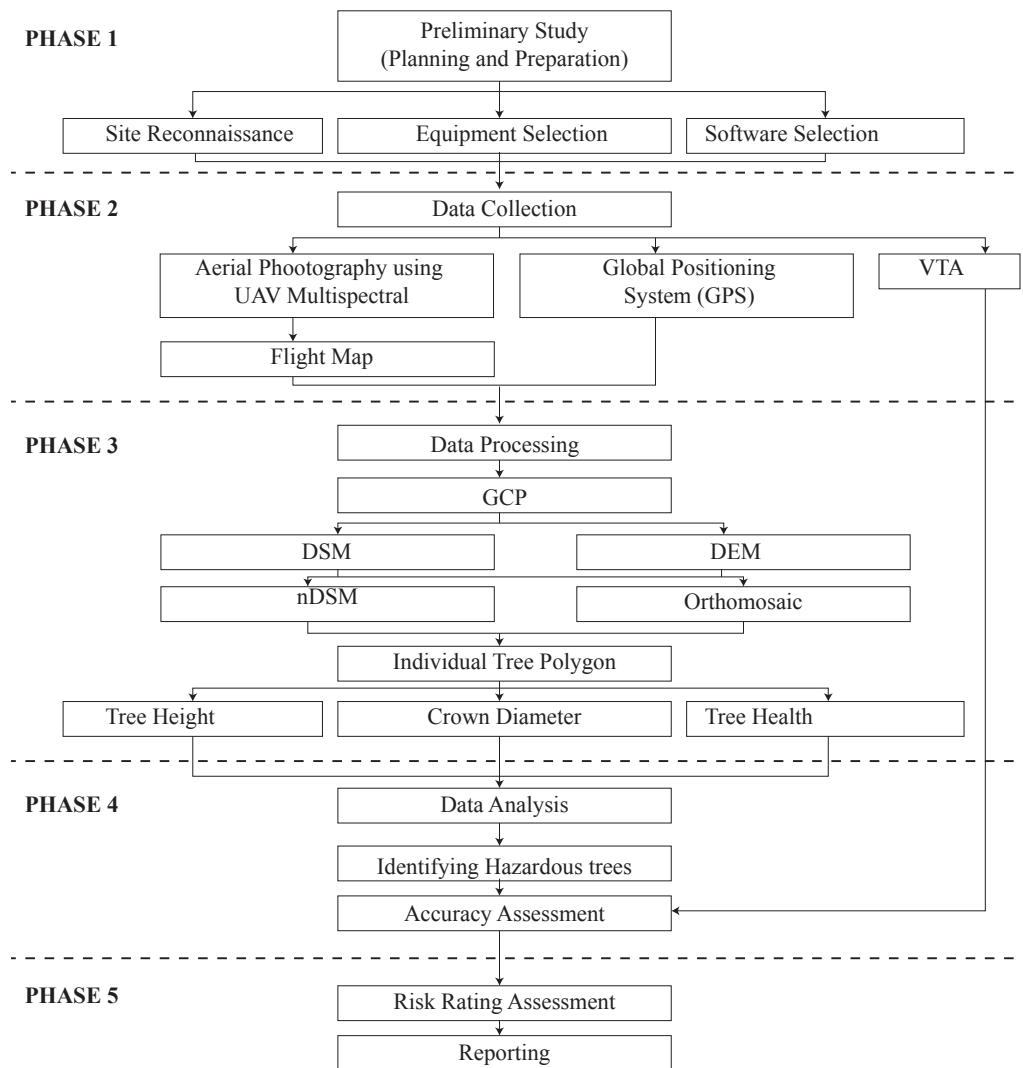 PHASE 1
Preliminary Study
(Planning and Preparation)
Site Reconnaissance
Equipment Selection
Software Selection
PHASE 2
Data Collection
Aerial Phootography using
UAV Multispectral
Global Positioning
System (GPS)
VTA
Flight Map
PHASE 3
Data Processing
GCP
DSM
DEM
nDSM
Orthomosaic
Individual Tree Polygon
Tree Height
Crown Diameter
Tree Health
PHASE 4
Data Analysis
Identifying Hazardous trees
Accuracy Assessment
PHASE 5
Risk Rating Assessment
Reporting